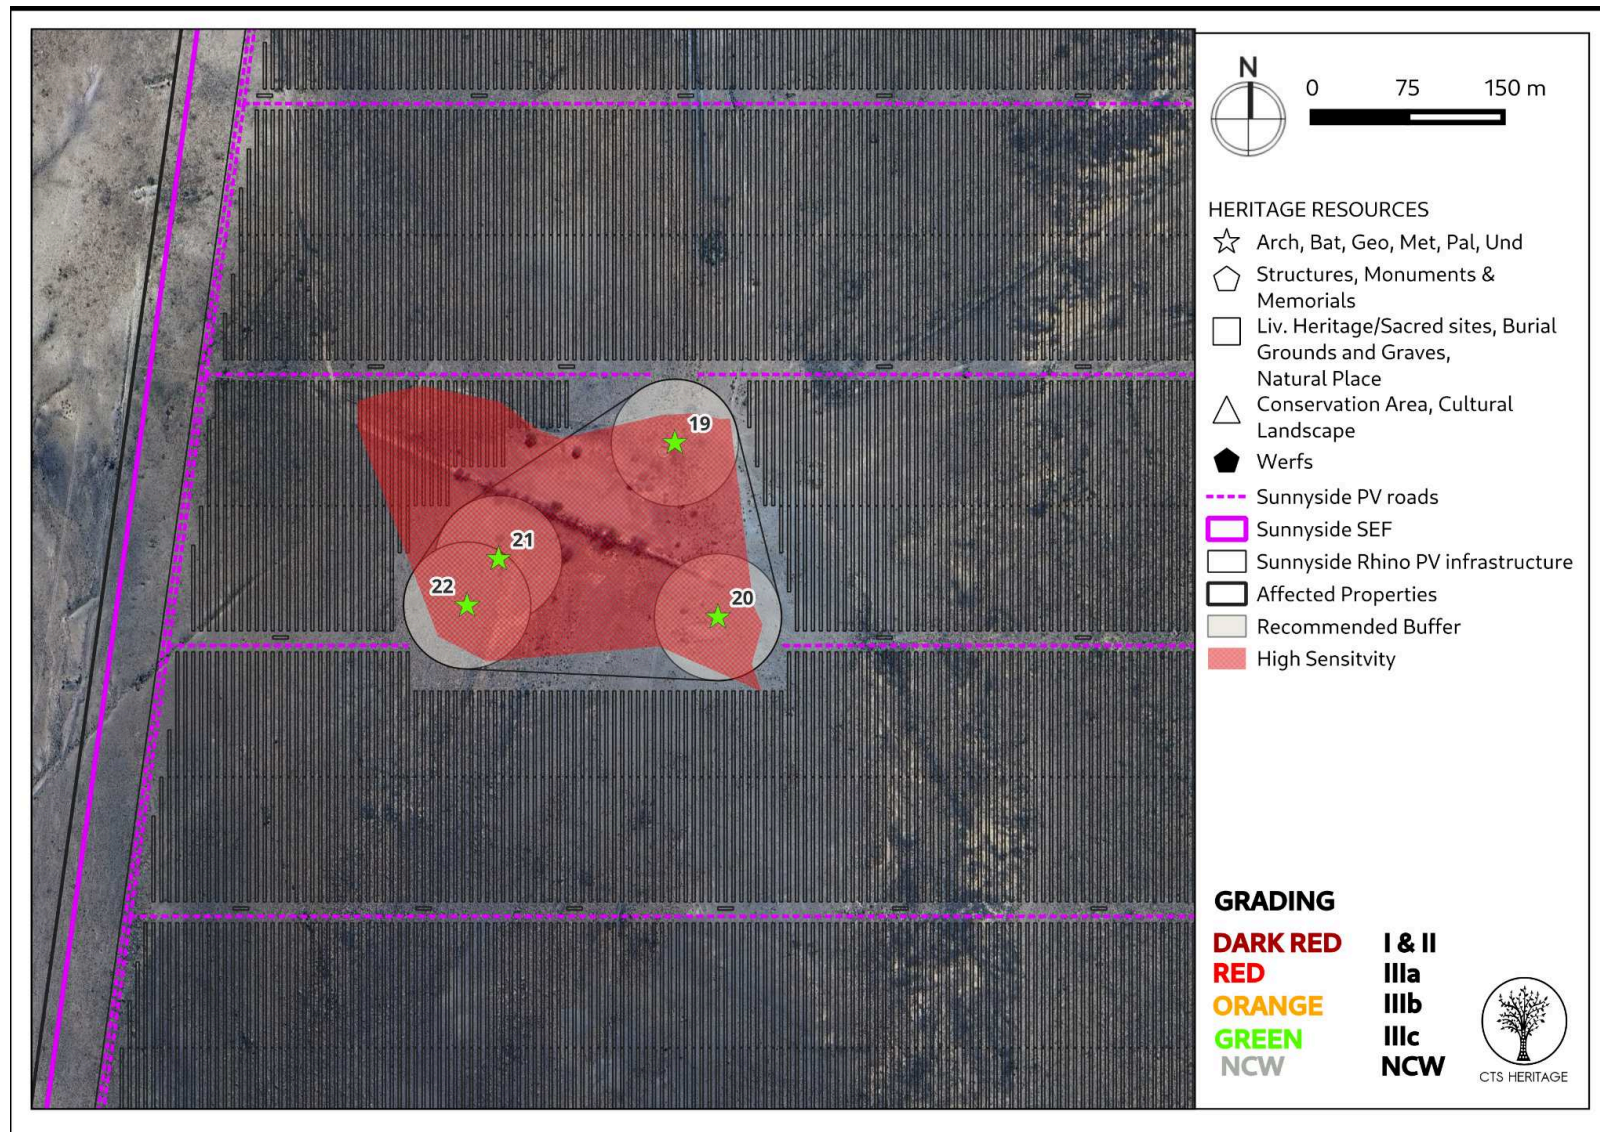 N
0 75 150 m
HERITAGE RESOURCES
Arch, Bat, Geo, Met, Pal, Und
Structures, Monuments &
Memorials
Liv. Heritage/Sacred sites, Burial
Grounds and Graves,
Natural Place
Conservation Area, Cultural
Landscape
Werfs
Sunnyside PV roads
Sunnyside SEF
Sunnyside Rhino PV infrastructure
Affected Properties
Recommended Buffer
High Sensitvity
19
21
22
20
GRADING
DARK RED I & II
RED IIIa
ORANGE IIIb
GREEN IIIc
NCW NCW
CTS HERITAGE